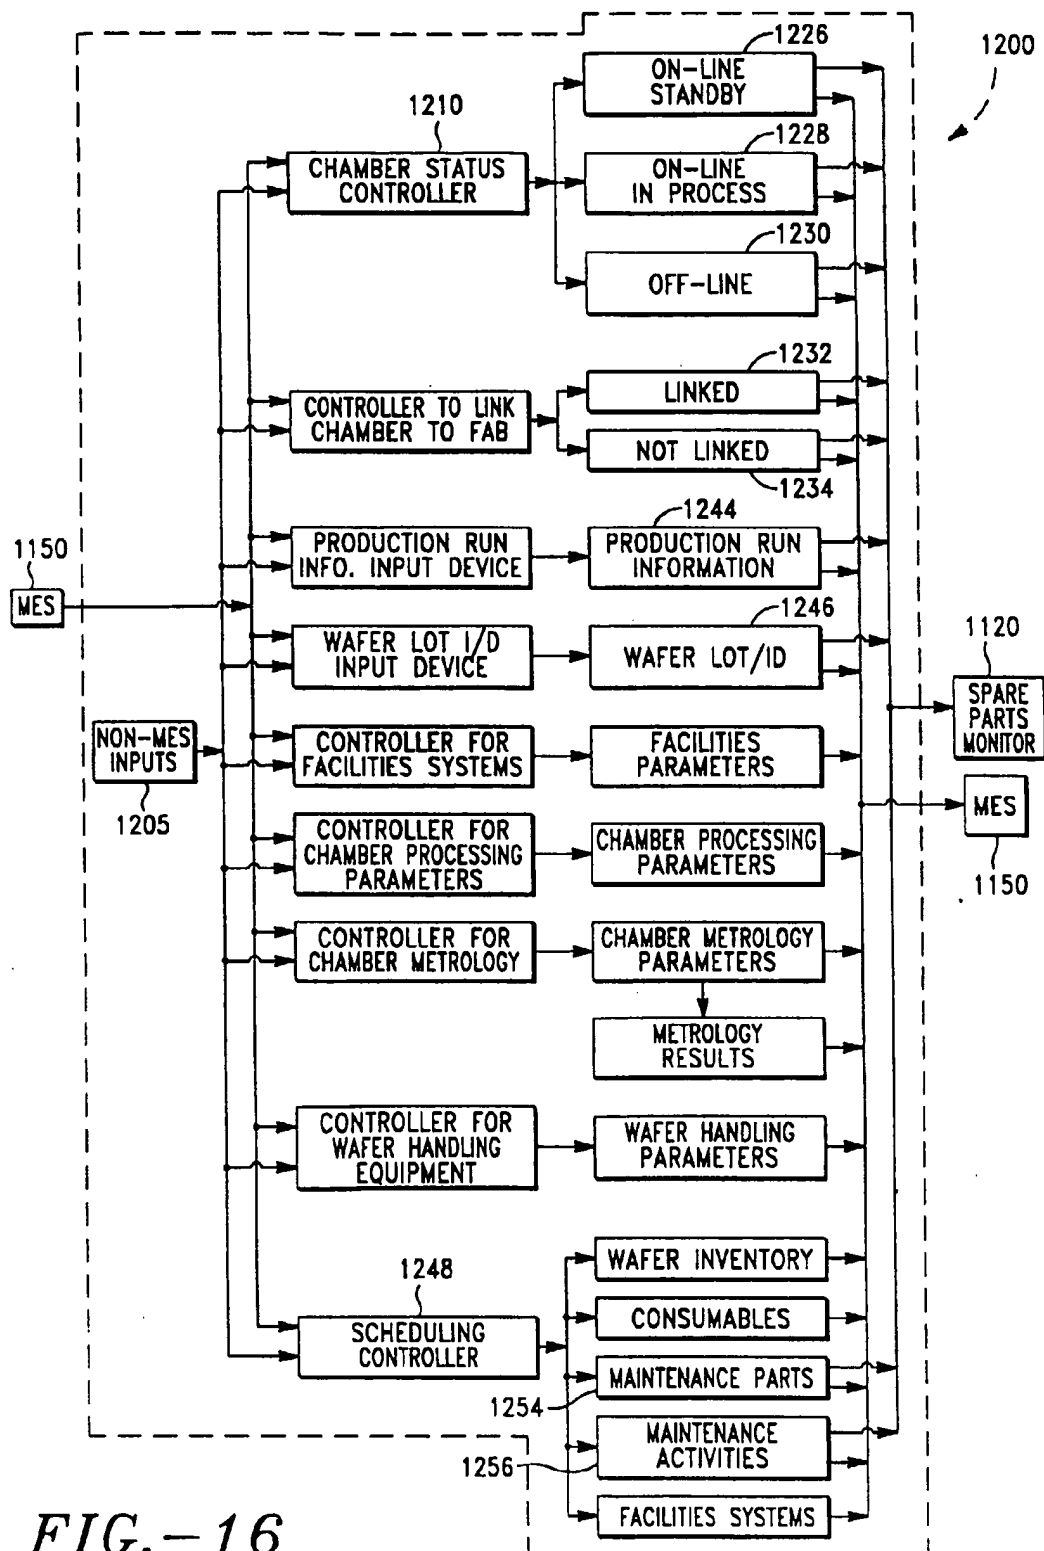 1226
1200
ON-LINE
STANDBY
1210
1228
CHAMBER STATUS
CONTROLLER
ON-LINE
IN PROCESS
1230
OFF-LINE
1232
CONTROLLER TO LINK
CHAMBER TO FAB
LINKED
NOT LINKED
1234
1244
1150
MES
PRODUCTION RUN
INFO. INPUT DEVICE
PRODUCTION RUN
INFORMATION
1246
WAFER LOT I/D
INPUT DEVICE
WAFER LOT/ID
1120
SPARE
PARTS
MONITOR
NON-MES
INPUTS
1205
CONTROLLER FOR
FACILITIES SYSTEMS
FACILITIES
PARAMETERS
MES
1150
CONTROLLER FOR
CHAMBER PROCESSING
PARAMETERS
CHAMBER PROCESSING
PARAMETERS
CONTROLLER FOR
CHAMBER METROLOGY
CHAMBER METROLOGY
PARAMETERS
METROLOGY
RESULTS
CONTROLLER FOR
WAFER HANDLING
EQUIPMENT
WAFER HANDLING
PARAMETERS
1248
SCHEDULING
CONTROLLER
WAFER INVENTORY
CONSUMABLES
MAINTENANCE PARTS
1254
MAINTENANCE
ACTIVITIES
1256
FACILITIES SYSTEMS
FIG.-16